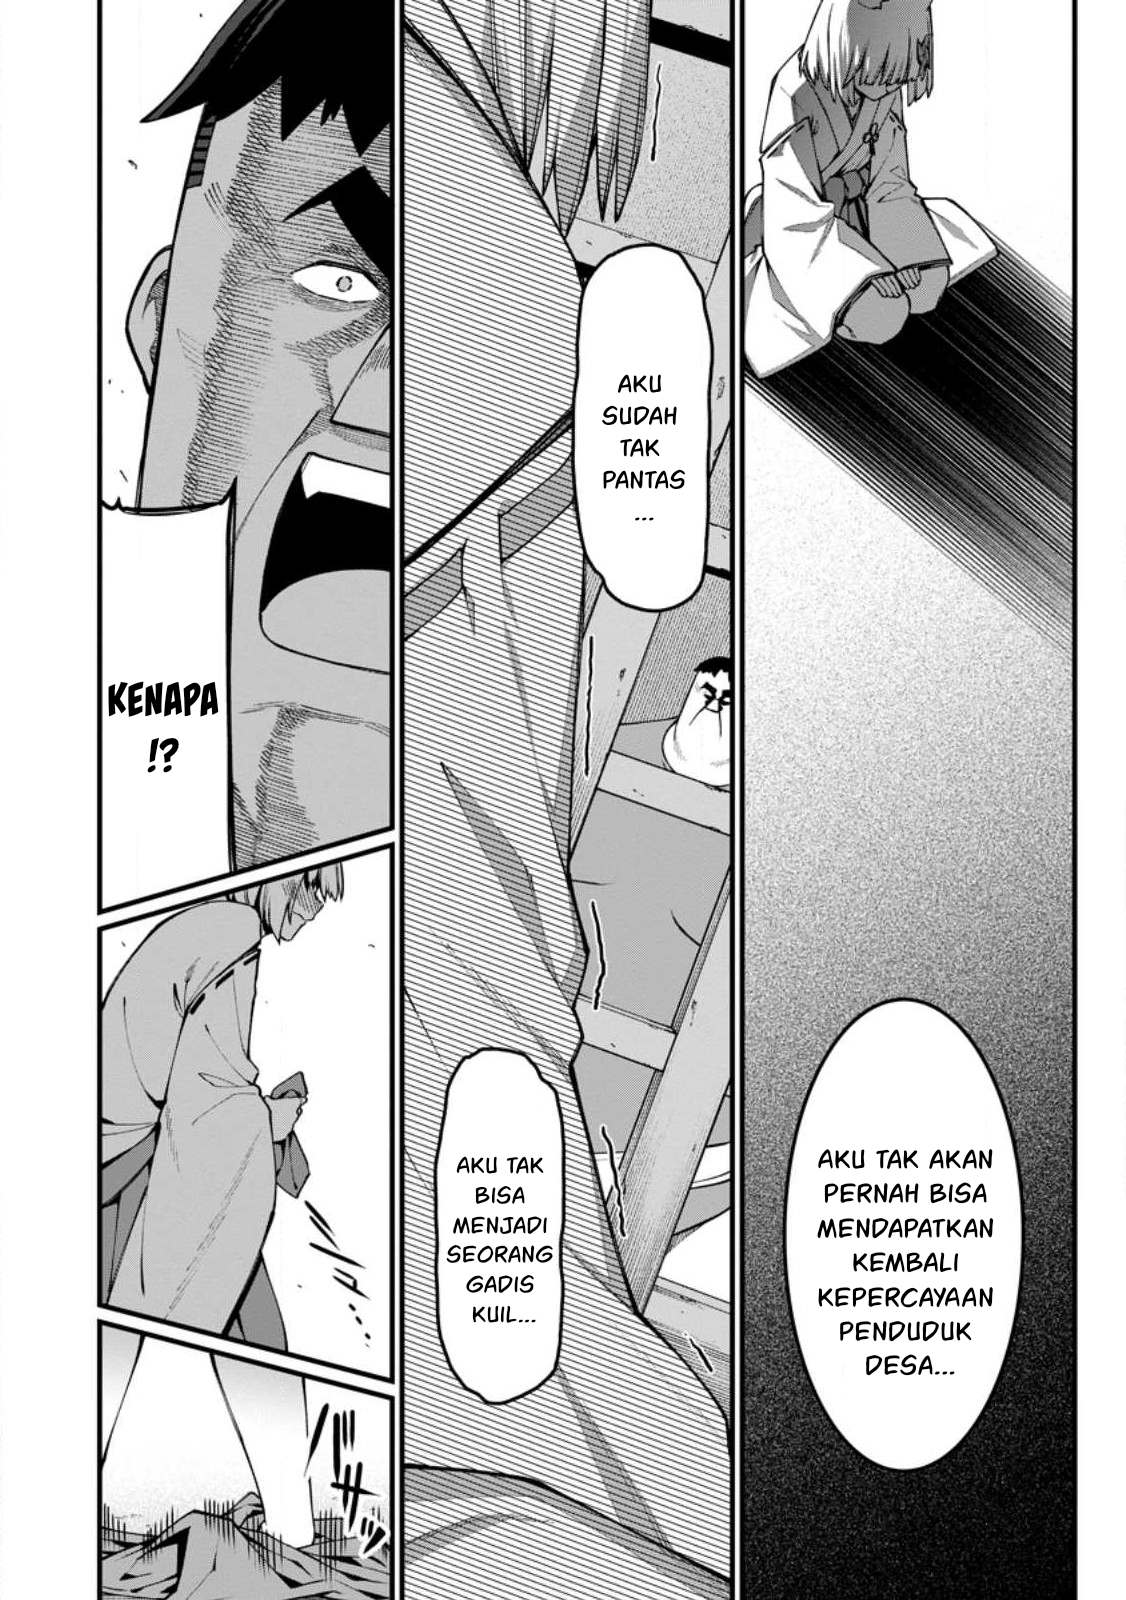 AKU TAK AKAN
PERNAH BISA
MENDAPATKAN
KEMBALI
KEPERCAYAAN
PENDUDUK
DESA...
AKU
SUDAH
TAK
PANTAS
...
AKU TAK
BISA
MENJADI
SEORANG
GADIS
KUIL...
KENAPA
!?